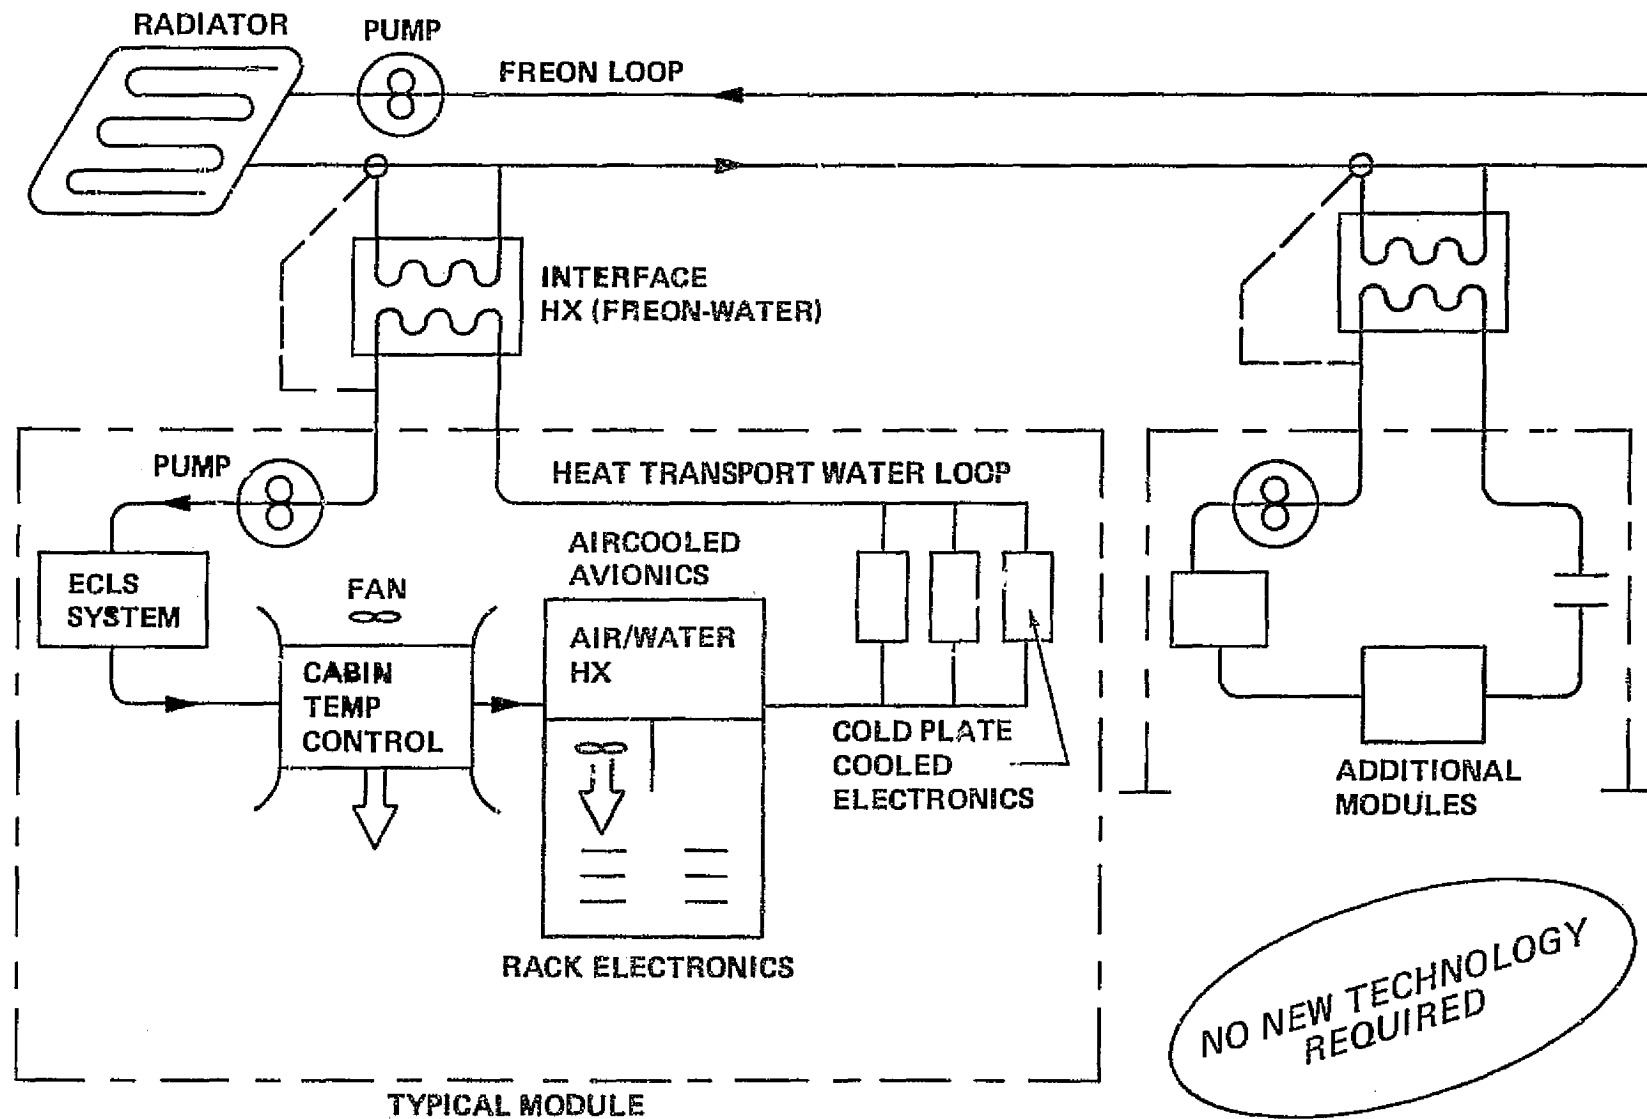 RADIATOR
PUMP
FREON LOOP
INTERFACE
HX (FREON-WATER)
PUMP
HEAT TRANSPORT WATER LOOP
ECLS
SYSTEM
FAN
CABIN
TEMP
CONTROL
AIRCOOLED
AVIONICS
AIR/WATER
HX
COLD PLATE
COOLED
ELECTRONICS
RACK ELECTRONICS
TYPICAL MODULE
ADDITIONAL
MODULES
NO NEW TECHNOLOGY
REQUIRED